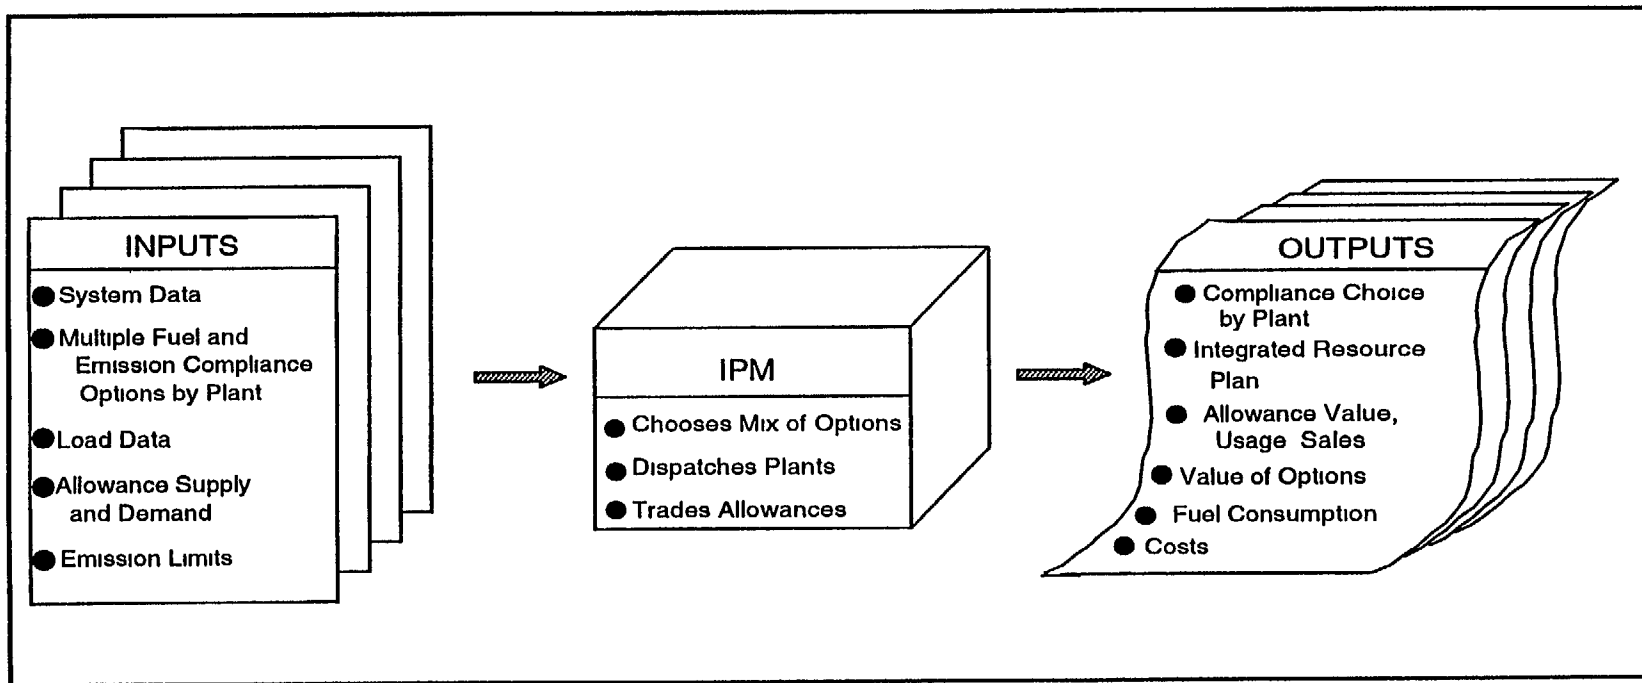 INPUTS
System Data
Multiple Fuel and
Emission Compliance
Options by Plant
Load Data
Allowance Supply
and Demand
Emission Limits
IPM
Chooses Mix of Options
Dispatches Plants
Trades Allowances
OUTPUTS
Compliance Choice
by Plant
Integrated Resource
Plan
Allowance Value,
Usage Sales
Value of Options
Fuel Consumption
Costs